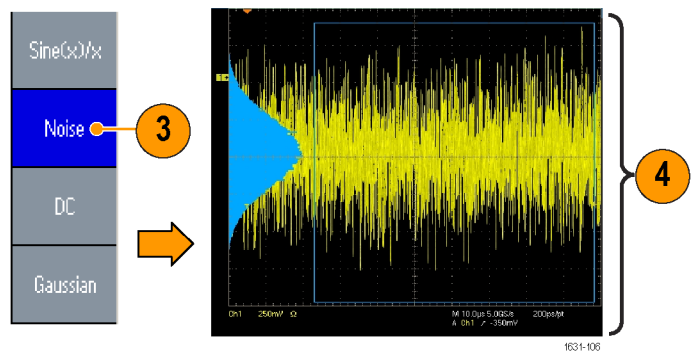 Sine(x)/x
Noise
3
DC
Gaussian
4
Ch1 250mV Ω
M 10.0µs 5.0GS/s 200ps/pt
A Ch1 -350mV
1631-106